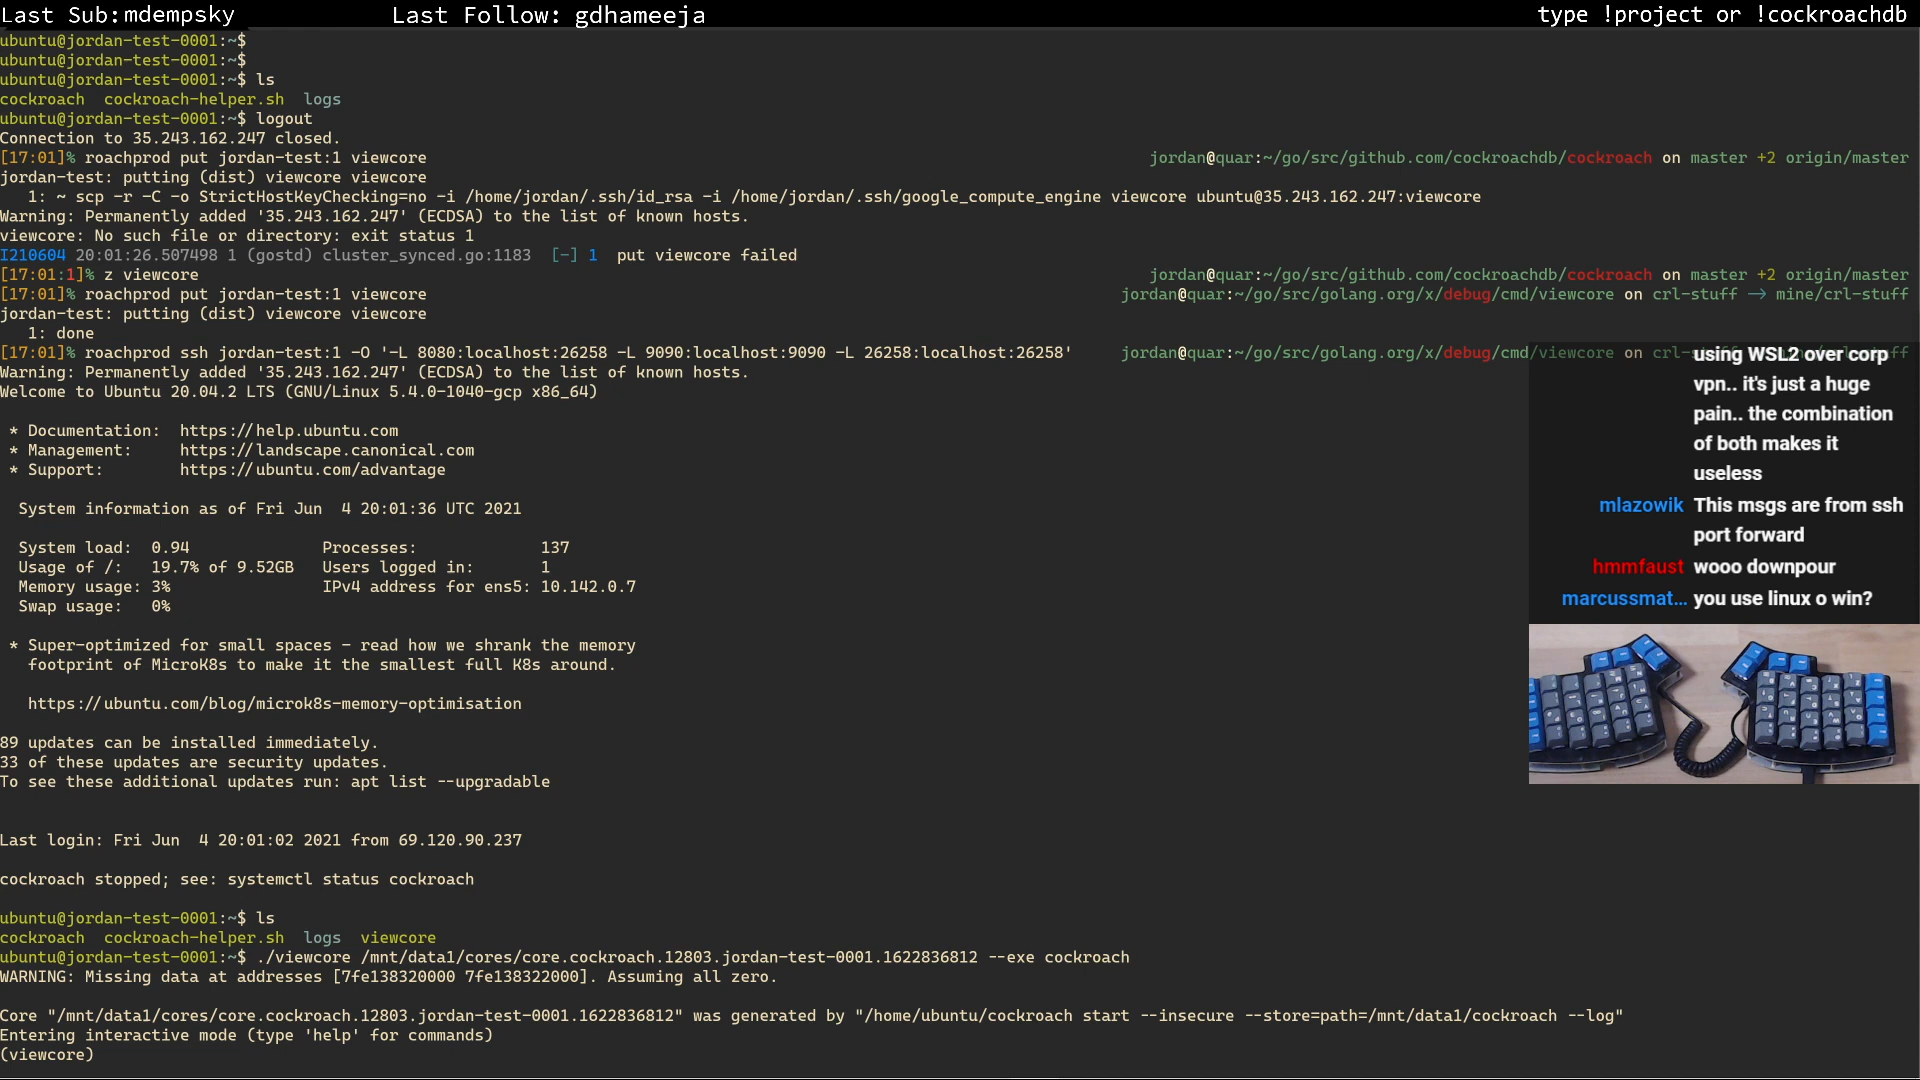 Last Sub:mdempsky Last Follow: gdhameeja type !project or !cockroachdb
ubuntu@jordan-test-0001:~$
ubuntu@jordan-test-0001:~$
ubuntu@jordan-test-0001:~$ ls
cockroach  cockroach-helper.sh  logs
ubuntu@jordan-test-0001:~$ logout
Connection to 35.243.162.247 closed.
[17:01]% roachprod put jordan-test:1 viewcore jordan@quar:~/go/src/github.com/cockroachdb/cockroach on master +2 origin/master
jordan-test: putting (dist) viewcore viewcore
   1: ~ scp -r -C -o StrictHostKeyChecking=no -i /home/jordan/.ssh/id_rsa -i /home/jordan/.ssh/google_compute_engine viewcore ubuntu@35.243.162.247:viewcore
Warning: Permanently added '35.243.162.247' (ECDSA) to the list of known hosts.
viewcore: No such file or directory: exit status 1
I210604 20:01:26.507498 1 (gostd) cluster_synced.go:1183  [-] 1  put viewcore failed
[17:01:1]% z viewcore jordan@quar:~/go/src/github.com/cockroachdb/cockroach on master +2 origin/master
[17:01]% roachprod put jordan-test:1 viewcore jordan@quar:~/go/src/golang.org/x/debug/cmd/viewcore on crl-stuff → mine/crl-stuff
jordan-test: putting (dist) viewcore viewcore
   1: done
[17:01]% roachprod ssh jordan-test:1 -O '-L 8080:localhost:26258 -L 9090:localhost:9090 -L 26258:localhost:26258' jordan@quar:~/go/src/golang.org/x/debug/cmd/viewcore on
Warning: Permanently added '35.243.162.247' (ECDSA) to the list of known hosts.
Welcome to Ubuntu 20.04.2 LTS (GNU/Linux 5.4.0-1040-gcp x86_64)
 * Documentation:  https://help.ubuntu.com
 * Management:     https://landscape.canonical.com
 * Support:        https://ubuntu.com/advantage
  System information as of Fri Jun  4 20:01:36 UTC 2021
  System load:  0.94               Processes:             137
  Usage of /:   19.7% of 9.52GB   Users logged in:       1
  Memory usage: 3%                 IPv4 address for ens5: 10.142.0.7
  Swap usage:   0%
 * Super-optimized for small spaces - read how we shrank the memory
   footprint of MicroK8s to make it the smallest full K8s around.
   https://ubuntu.com/blog/microk8s-memory-optimisation
89 updates can be installed immediately.
33 of these updates are security updates.
To see these additional updates run: apt list --upgradable
Last login: Fri Jun  4 20:01:02 2021 from 69.120.90.237
cockroach stopped; see: systemctl status cockroach
ubuntu@jordan-test-0001:~$ ls
cockroach  cockroach-helper.sh  logs  viewcore
ubuntu@jordan-test-0001:~$ ./viewcore /mnt/data1/cores/core.cockroach.12803.jordan-test-0001.1622836812 --exe cockroach
WARNING: Missing data at addresses [7fe138320000 7fe138322000]. Assuming all zero.
Core "/mnt/data1/cores/core.cockroach.12803.jordan-test-0001.1622836812" was generated by "/home/ubuntu/cockroach start --insecure --store=path=/mnt/data1/cockroach --log"
Entering interactive mode (type 'help' for commands)
(viewcore)
using WSL2 over corp
vpn.. it's just a huge
pain.. the combination
of both makes it
useless
mlazowik This msgs are from ssh
port forward
hmmfaust wooo downpour
marcussmat... you use linux o win?